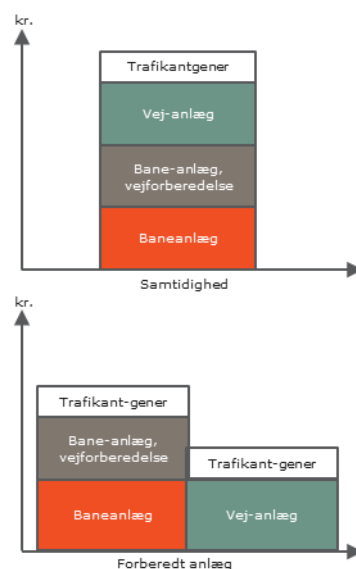 kr.
Trafikantgener
Vej-anlæg
Bane-anlæg,
vejforberedelse
Baneanlæg
Samtidighed
kr.
Trafikant-gener
Bane-anlæg,
vejforberedelse
Trafikant-gener
Baneanlæg
Vej-anlæg
Forberedt anlæg